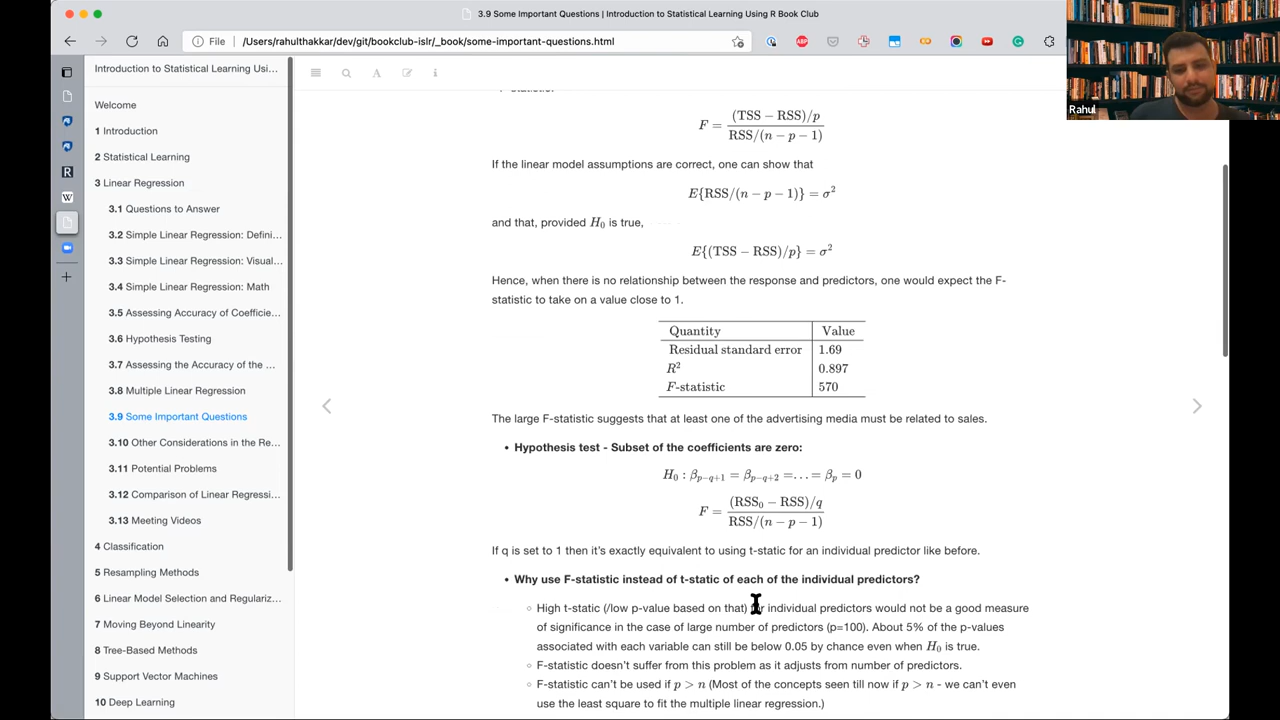 3.9 Some Important Questions | Introduction to Statistical Learning Using R Book Club
File /Users/rahulthakkar/dev/git/bookclub-islr/_book/some-important-questions.html
ABP
Rahul
R
W
Introduction to Statistical Learning Usi...
Welcome
1 Introduction
2 Statistical Learning
3 Linear Regression
3.1 Questions to Answer
3.2 Simple Linear Regression: Defini...
3.3 Simple Linear Regression: Visual...
3.4 Simple Linear Regression: Math
3.5 Assessing Accuracy of Coefficie...
3.6 Hypothesis Testing
3.7 Assessing the Accuracy of the ...
3.8 Multiple Linear Regression
3.9 Some Important Questions
3.10 Other Considerations in the Re...
3.11 Potential Problems
3.12 Comparison of Linear Regressi...
3.13 Meeting Videos
4 Classification
5 Resampling Methods
6 Linear Model Selection and Regulariz...
7 Moving Beyond Linearity
8 Tree-Based Methods
9 Support Vector Machines
10 Deep Learning
F = (TSS − RSS)/p
RSS/(n − p − 1)
If the linear model assumptions are correct, one can show that
E{RSS/(n − p − 1)} = σ²
and that, provided H₀ is true,
E{(TSS − RSS)/p} = σ²
Hence, when there is no relationship between the response and predictors, one would expect the F-
statistic to take on a value close to 1.
Quantity Value
Residual standard error 1.69
R² 0.897
F-statistic 570
The large F-statistic suggests that at least one of the advertising media must be related to sales.
• Hypothesis test - Subset of the coefficients are zero:
H₀ : βp−q+1 = βp−q+2 =...= βp = 0
F = (RSS₀ − RSS)/q
RSS/(n − p − 1)
If q is set to 1 then it's exactly equivalent to using t-static for an individual predictor like before.
• Why use F-statistic instead of t-static of each of the individual predictors?
◦ High t-static (/low p-value based on that) individual predictors would not be a good measure
of significance in the case of large number of predictors (p=100). About 5% of the p-values
associated with each variable can still be below 0.05 by chance even when H₀ is true.
◦ F-statistic doesn't suffer from this problem as it adjusts from number of predictors.
◦ F-statistic can't be used if p > n (Most of the concepts seen till now if p > n - we can't even
use the least square to fit the multiple linear regression.)